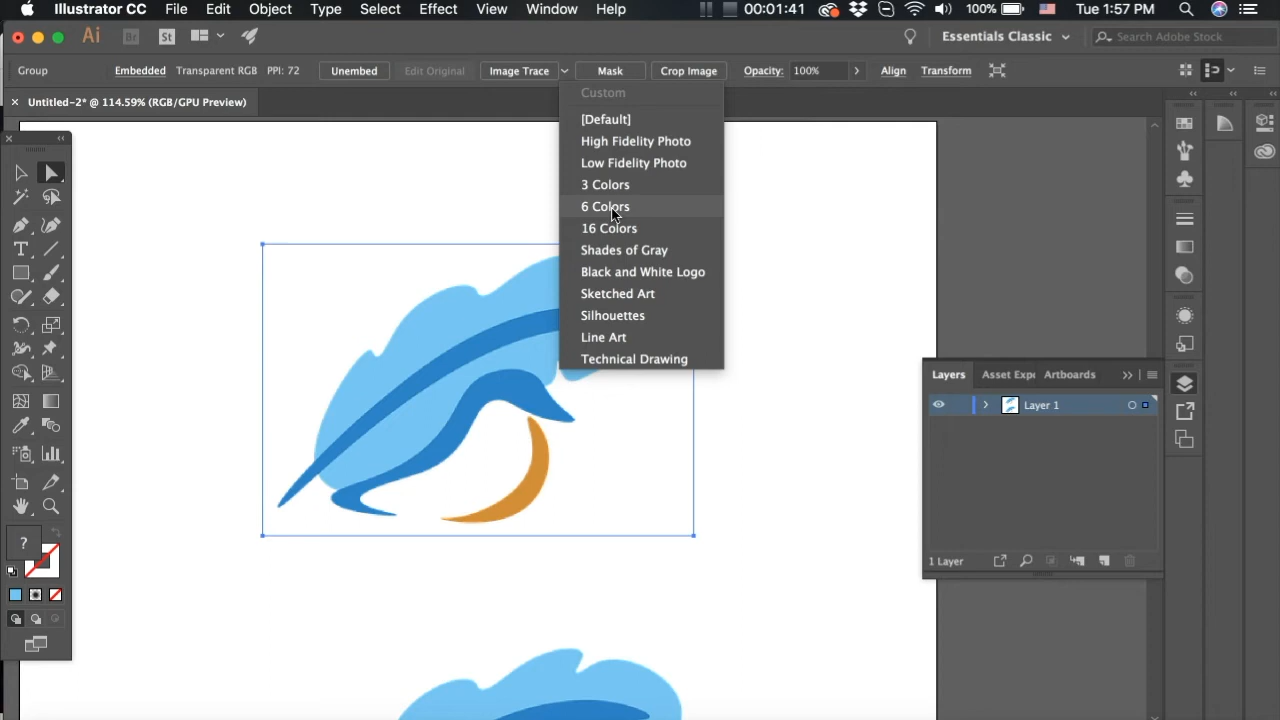 Illustrator CC File Edit Object Type Select Effect View Window Help 00:01:41 100% Tue 1:57 PM
Ai Br St Essentials Classic Search Adobe Stock
Group Embedded Transparent RGB PPI: 72 Unembed Edit Original Image Trace Mask Crop Image Opacity: 100% Align Transform
× Untitled-2* @ 114.59% (RGB/GPU Preview)
Custom
[Default]
High Fidelity Photo
Low Fidelity Photo
3 Colors
6 Colors
16 Colors
Shades of Gray
Black and White Logo
Sketched Art
Silhouettes
Line Art
Technical Drawing
Layers Asset Expo Artboards
Layer 1
1 Layer
?